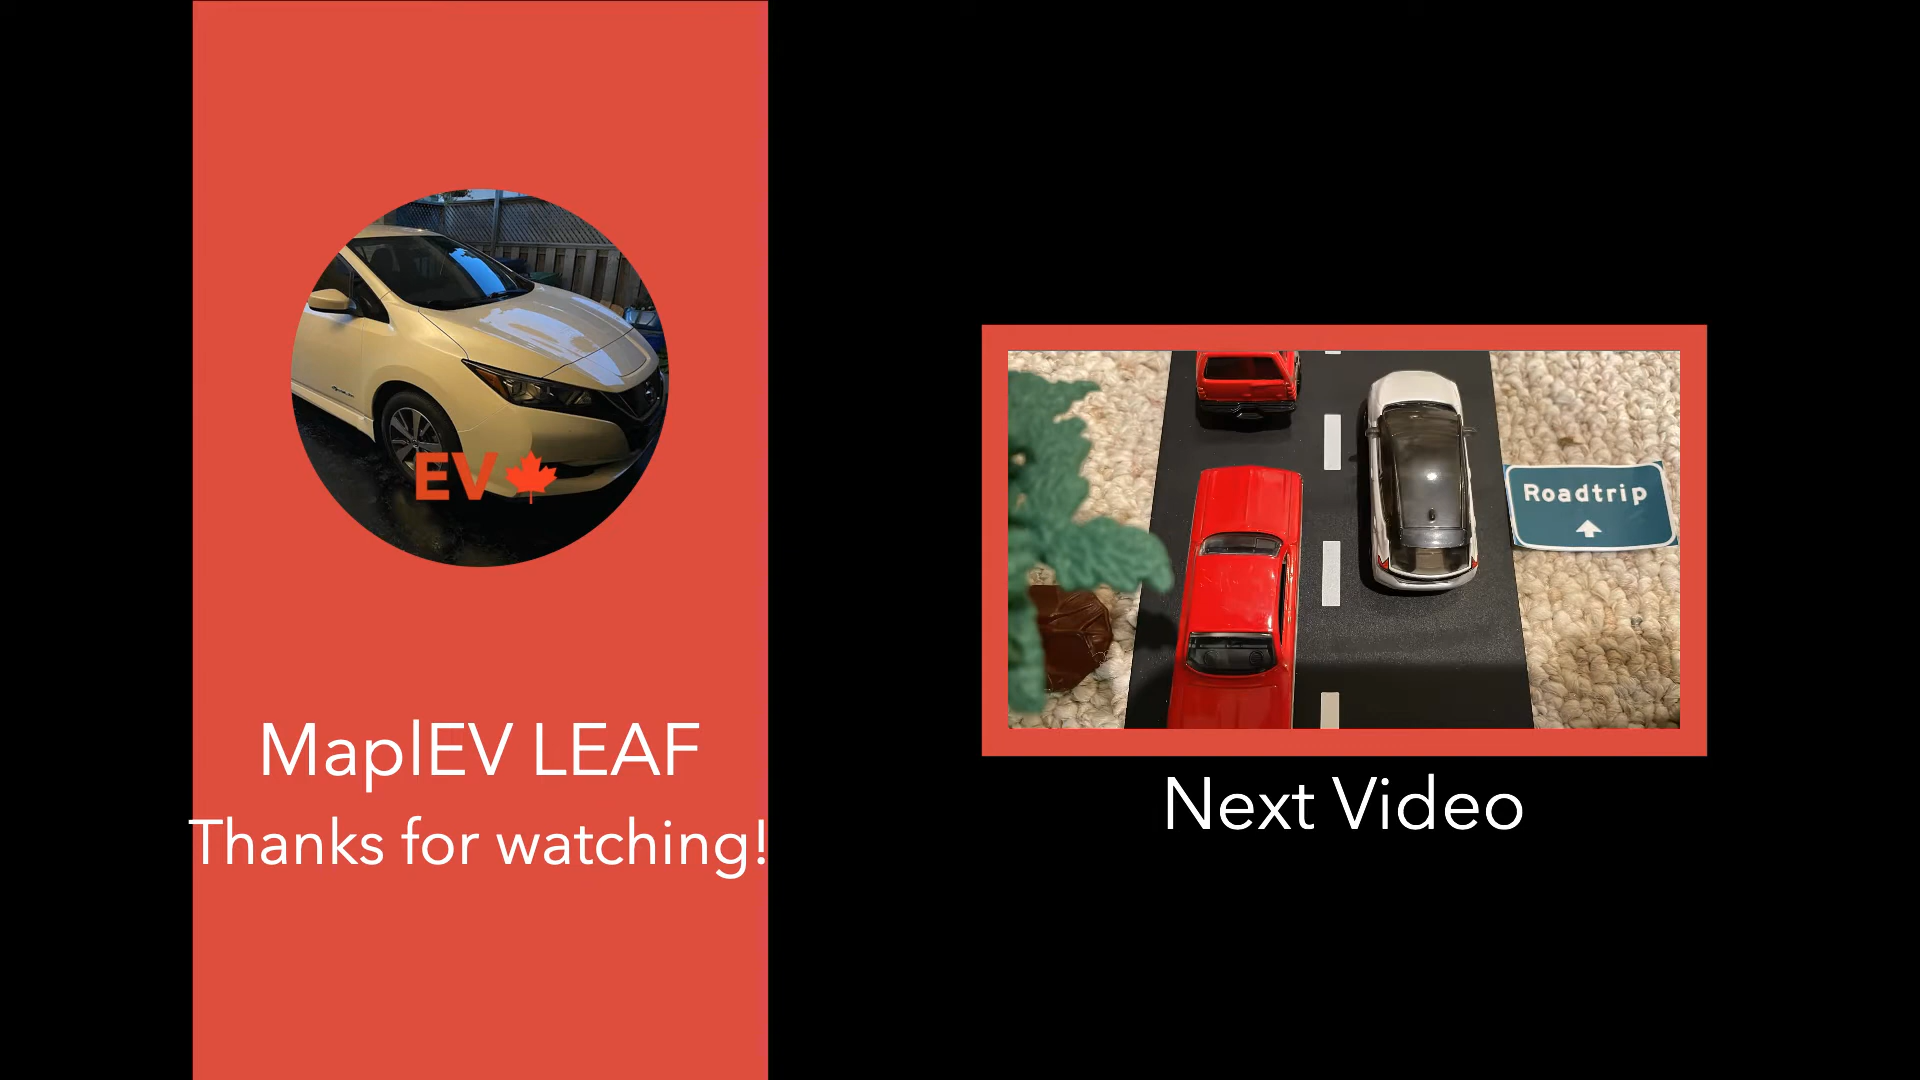 EV
MaplEV LEAF
Thanks for watching!
Roadtrip
Next Video